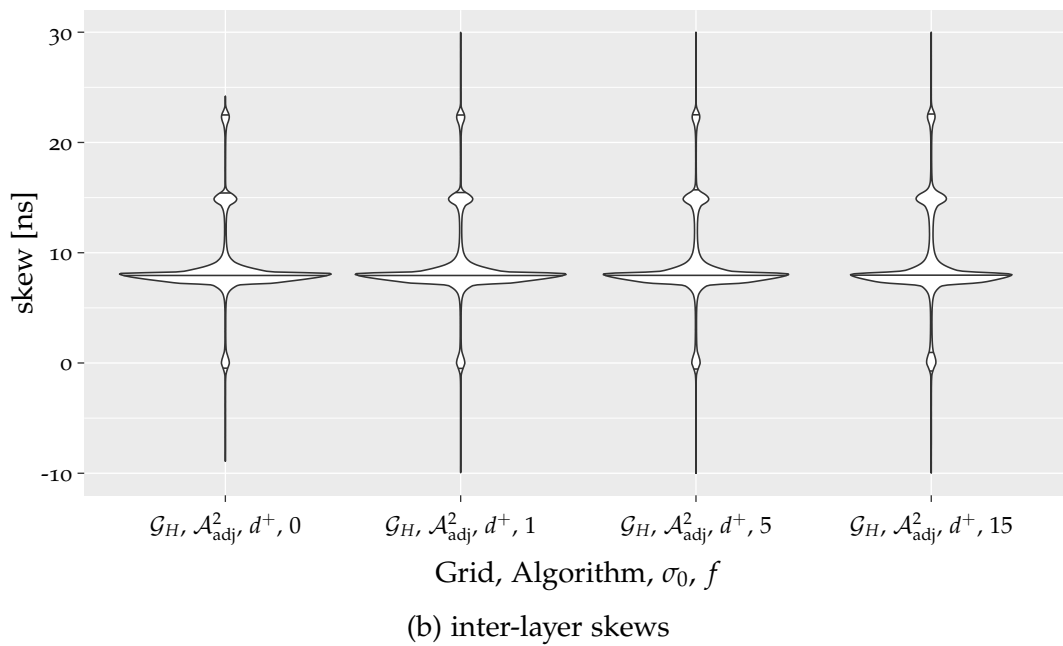 30
20
10
0
-10
skew [ns]
𝒢_H, 𝒜²_adj, d⁺, 0
𝒢_H, 𝒜²_adj, d⁺, 1
𝒢_H, 𝒜²_adj, d⁺, 5
𝒢_H, 𝒜²_adj, d⁺, 15
Grid, Algorithm, σ₀, f
(b) inter-layer skews